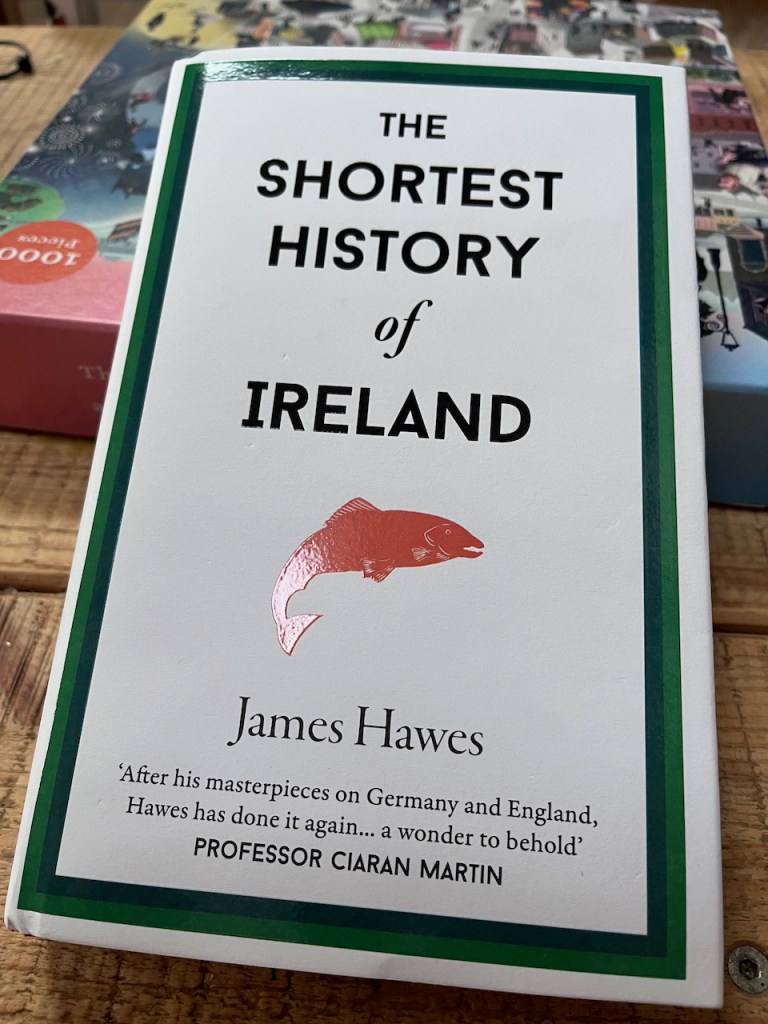 THE
SHORTEST
HISTORY
of
IRELAND
James Hawes
‘After his masterpieces on Germany and England,
Hawes has done it again... a wonder to behold’
PROFESSOR CIARAN MARTIN
1000
Pieces